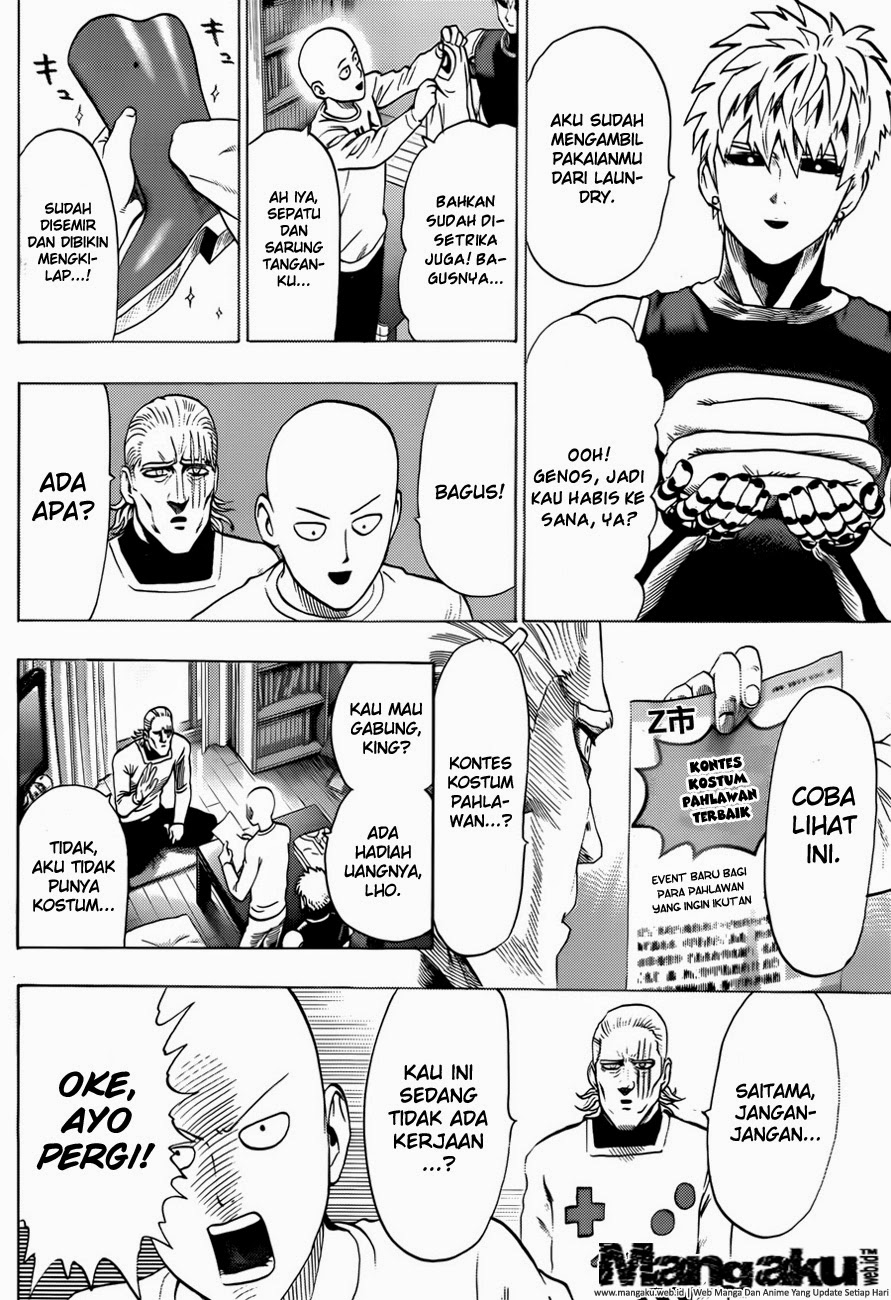 AKU SUDAH
MENGAMBIL
PAKAIANMU
DARI LAUN-
DRY.
OOH!
GENOS, JADI
KAU HABIS KE
SANA, YA?
BAHKAN
SUDAH DI-
SETRIKA
JUGA! BA-
GUSNYA...
AH IYA,
SEPATU
DAN
SARUNG
TANGAN-
KU...
キュッ
キュッ
SUDAH
DISEMIR
DAN DIBIKIN
MENGKI-
LAP...!
BAGUS!
ADA
APA?
COBA
LIHAT
INI.
Z市
KONTES
KOSTUM
PAHLAWAN
TERBAIK
EVENT BARU BAGI
PARA PAHLAWAN
YANG INGIN IKUTAN
KONTES
KOSTUM
PAHLA-
WAN...?
KAU MAU
GABUNG,
KING?
ADA
HADIAH
UANGNYA,
LHO.
TIDAK,
AKU TIDAK
PUNYA
KOSTUM...
SAITAMA,
JANGAN-
JANGAN...
KAU INI
SEDANG
TIDAK ADA
KERJAAN
...?
OKE,
AYO
PERGI!
Mangaku
WEB.ID
www.mangaku.web.id | Web Manga Dan Anime Yang Update Setiap Hari